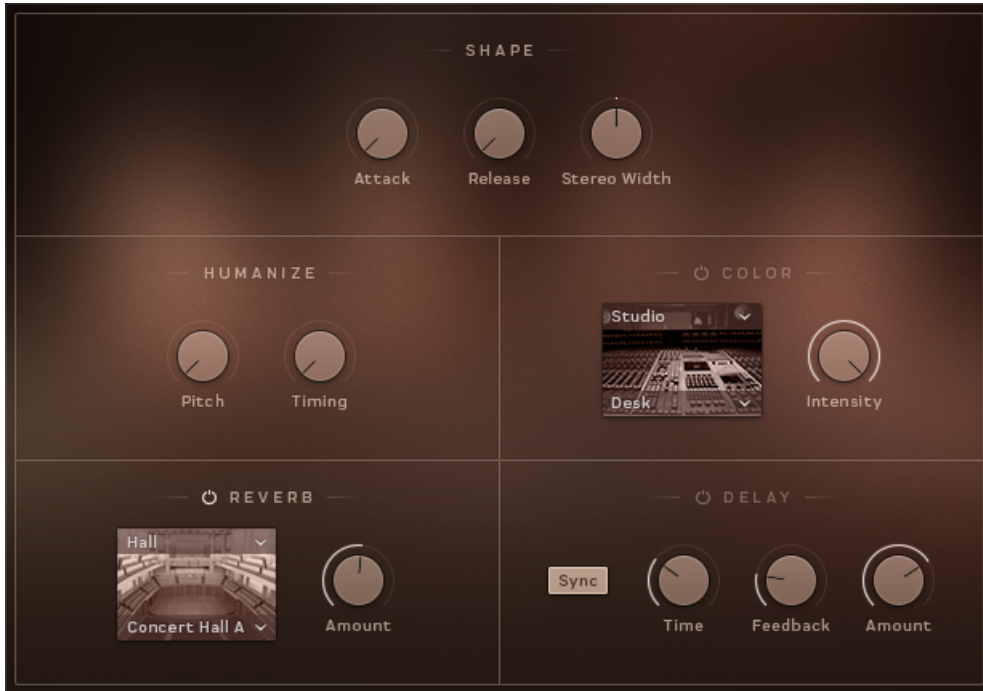 SHAPE
Attack Release Stereo Width
HUMANIZE
Pitch Timing
COLOR
Studio
Desk
Intensity
REVERB
Hall
Concert Hall A
Amount
DELAY
Sync
Time Feedback Amount